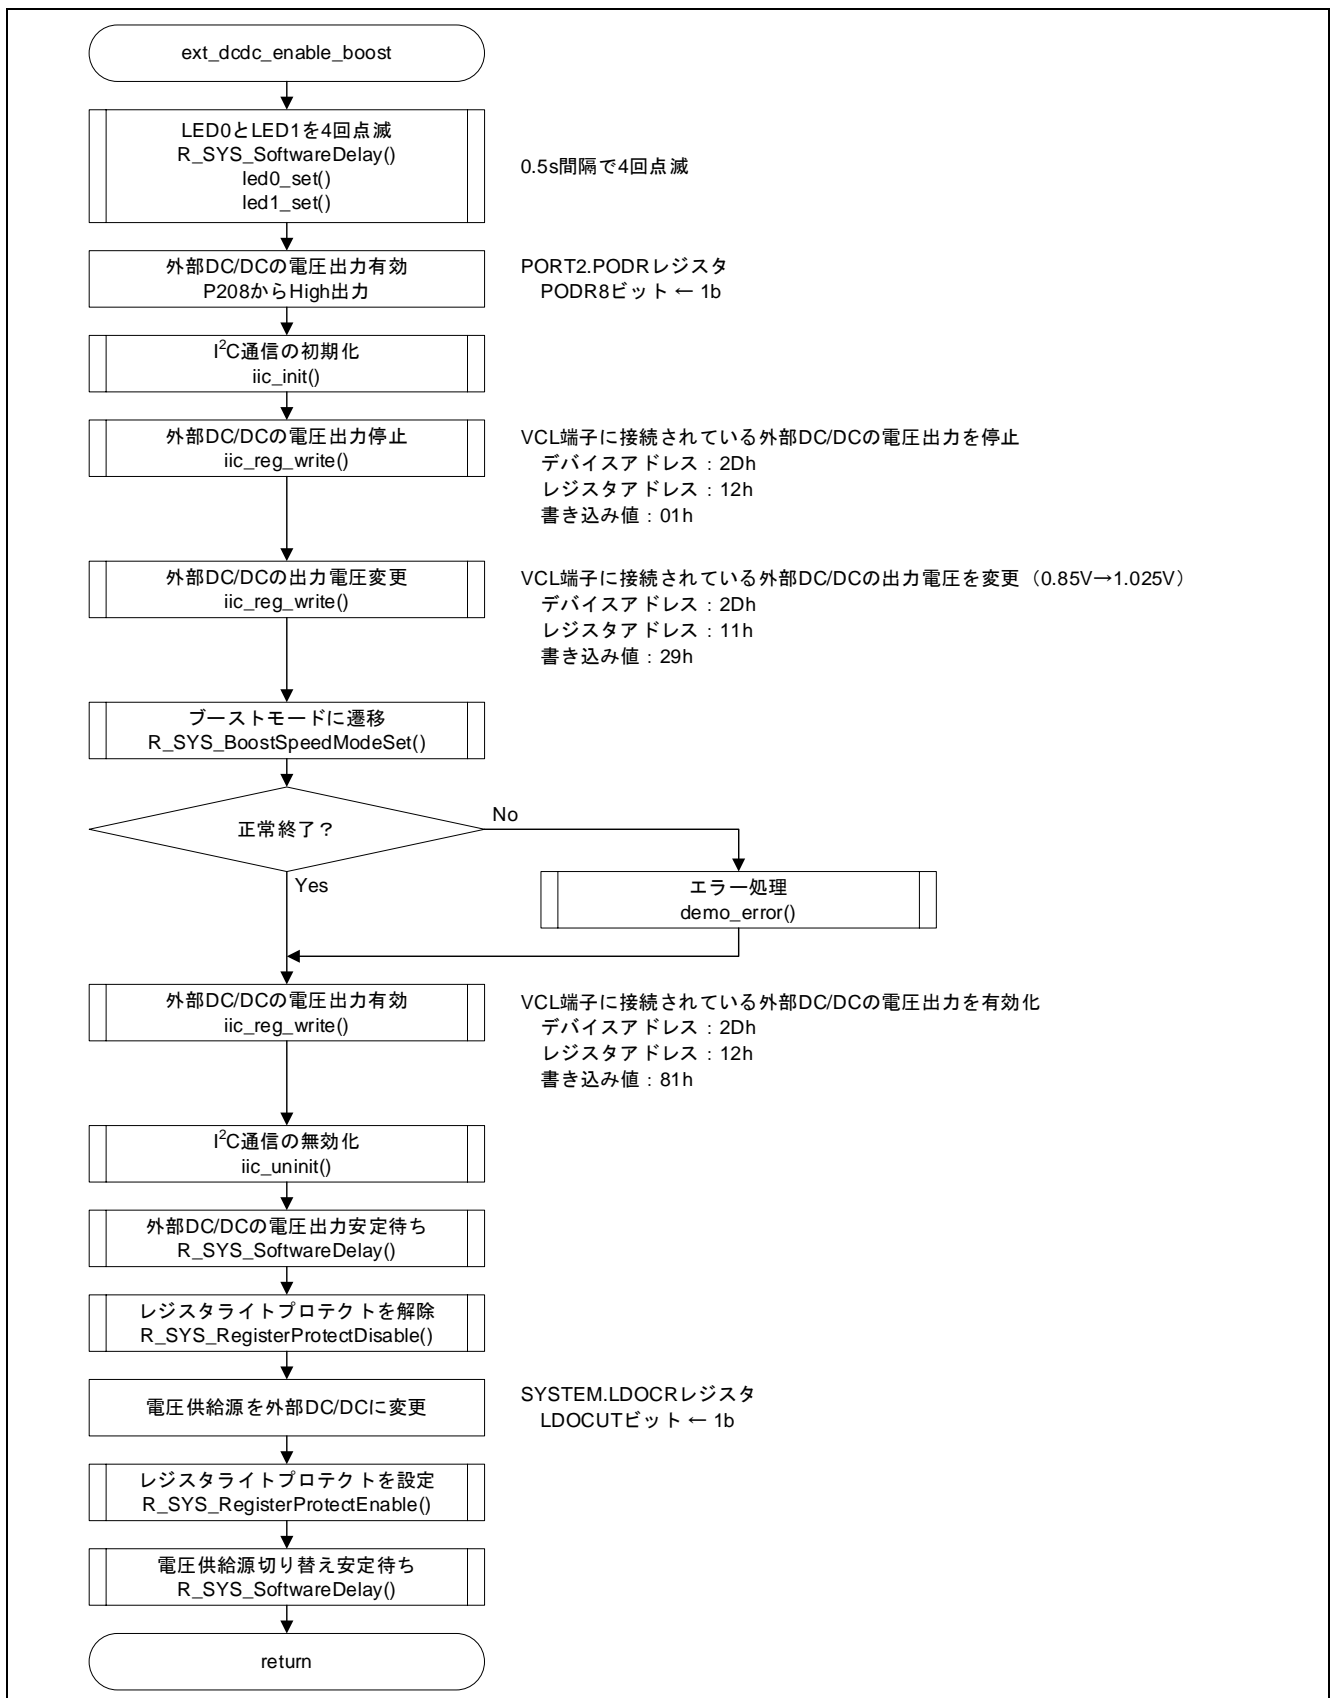 ext_dcdc_enable_boost
LED0とLED1を4回点滅
R_SYS_SoftwareDelay()
led0_set()
led1_set()
0.5s間隔で4回点滅
外部DC/DCの電圧出力有効
P208からHigh出力
PORT2.PODRレジスタ
PODR8ビット ← 1b
I²C通信の初期化
iic_init()
外部DC/DCの電圧出力停止
iic_reg_write()
VCL端子に接続されている外部DC/DCの電圧出力を停止
デバイスアドレス：2Dh
レジスタアドレス：12h
書き込み値：01h
外部DC/DCの出力電圧変更
iic_reg_write()
VCL端子に接続されている外部DC/DCの出力電圧を変更（0.85V→1.025V）
デバイスアドレス：2Dh
レジスタアドレス：11h
書き込み値：29h
ブーストモードに遷移
R_SYS_BoostSpeedModeSet()
正常終了？
No
Yes
エラー処理
demo_error()
外部DC/DCの電圧出力有効
iic_reg_write()
VCL端子に接続されている外部DC/DCの電圧出力を有効化
デバイスアドレス：2Dh
レジスタアドレス：12h
書き込み値：81h
I²C通信の無効化
iic_uninit()
外部DC/DCの電圧出力安定待ち
R_SYS_SoftwareDelay()
レジスタライトプロテクトを解除
R_SYS_RegisterProtectDisable()
電圧供給源を外部DC/DCに変更
SYSTEM.LDOCRレジスタ
LDOCUTビット ← 1b
レジスタライトプロテクトを設定
R_SYS_RegisterProtectEnable()
電圧供給源切り替え安定待ち
R_SYS_SoftwareDelay()
return